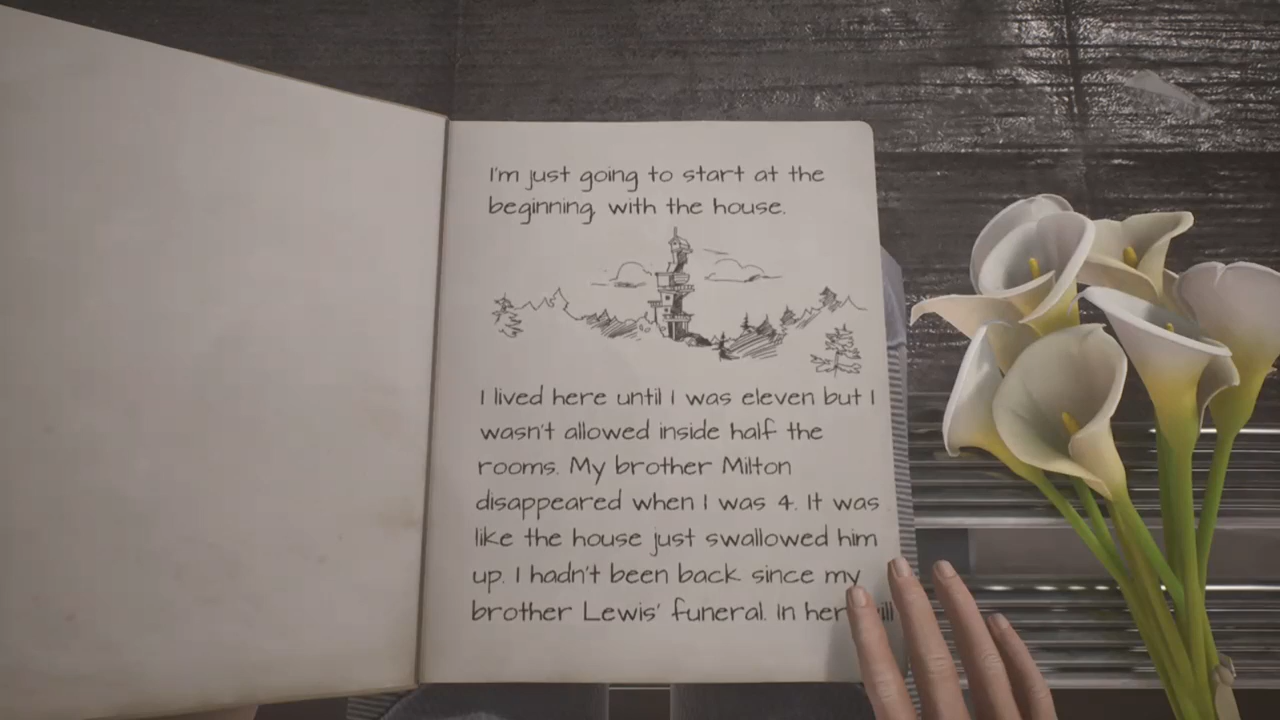 I'm just going to start at the
beginning, with the house.
I lived here until I was eleven but I
wasn't allowed inside half the
rooms. My brother Milton
disappeared when I was 4. It was
like the house just swallowed him
up. I hadn't been back since my
brother Lewis' funeral. In her